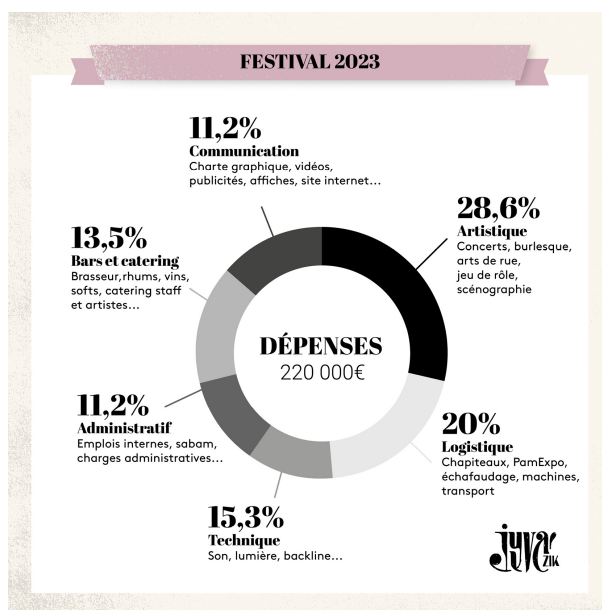 FESTIVAL 2023
11,2%
Communication
Charte graphique, vidéos,
publicités, affiches, site internet...
28,6%
Artistique
Concerts, burlesque,
arts de rue,
jeu de rôle,
scénographie
13,5%
Bars et catering
Brasseur,rhums, vins,
softs, catering staff
et artistes...
DÉPENSES
220 000€
11,2%
Administratif
Emplois internes, sabam,
charges administratives...
20%
Logistique
Chapiteaux, PamExpo,
échafaudage, machines,
transport
15,3%
Technique
Son, lumière, backline...
jyva'
ZIK